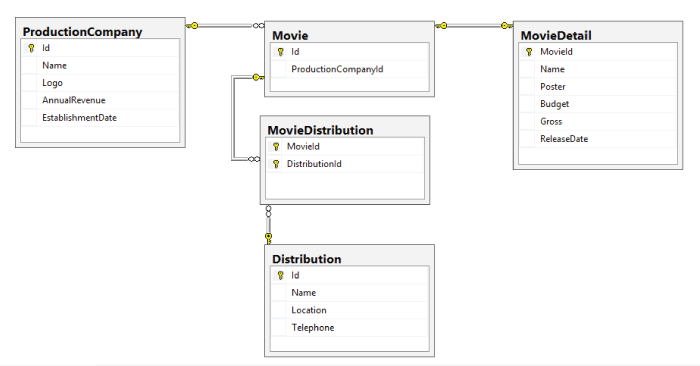 ProductionCompany
Id
Name
Logo
AnnualRevenue
EstablishmentDate
Movie
Id
ProductionCompanyId
MovieDetail
MovieId
Name
Poster
Budget
Gross
ReleaseDate
MovieDistribution
MovieId
DistributionId
Distribution
Id
Name
Location
Telephone